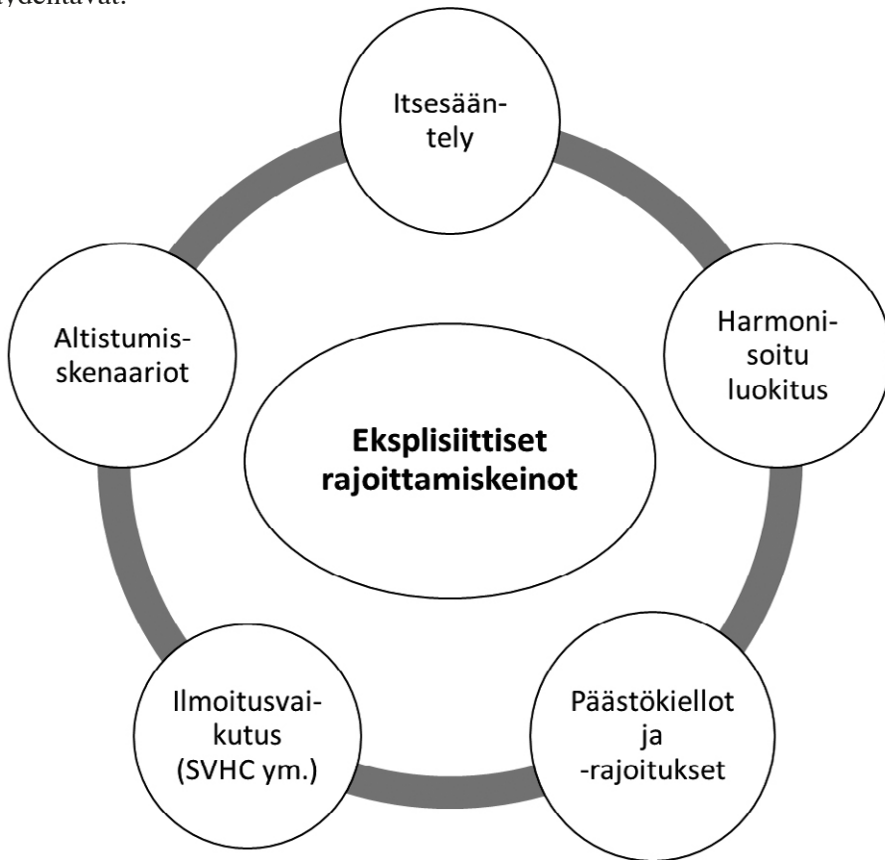 Itsesään-
tely
Harmoni-
soitu
luokitus
Altistumis-
skenaariot
Eksplisiittiset
rajoittamiskeinot
Ilmoitusvai-
kutus
(SVHC ym.)
Päästökiellot
ja
-rajoitukset